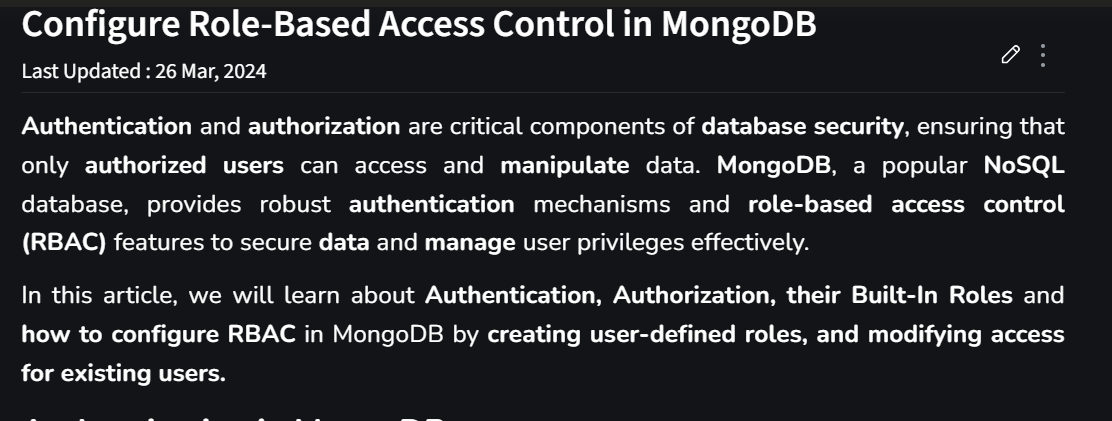 Configure Role-Based Access Control in MongoDB
Last Updated : 26 Mar, 2024
Authentication and authorization are critical components of database security, ensuring that
only authorized users can access and manipulate data. MongoDB, a popular NoSQL
database, provides robust authentication mechanisms and role-based access control
(RBAC) features to secure data and manage user privileges effectively.
In this article, we will learn about Authentication, Authorization, their Built-In Roles and
how to configure RBAC in MongoDB by creating user-defined roles, and modifying access
for existing users.